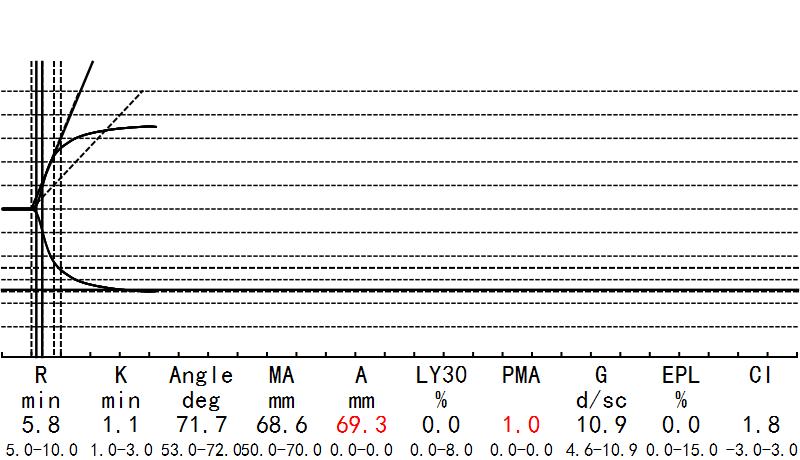 R K Angle MA A LY30 PMA G EPL CI
min min deg mm mm % d/sc %
5.8 1.1 71.7 68.6 69.3 0.0 1.0 10.9 0.0 1.8
5.0-10.0 1.0-3.0 53.0-72.0 50.0-70.0 0.0-0.0 0.0-8.0 0.0-0.0 4.6-10.9 0.0-15.0 -3.0-3.0